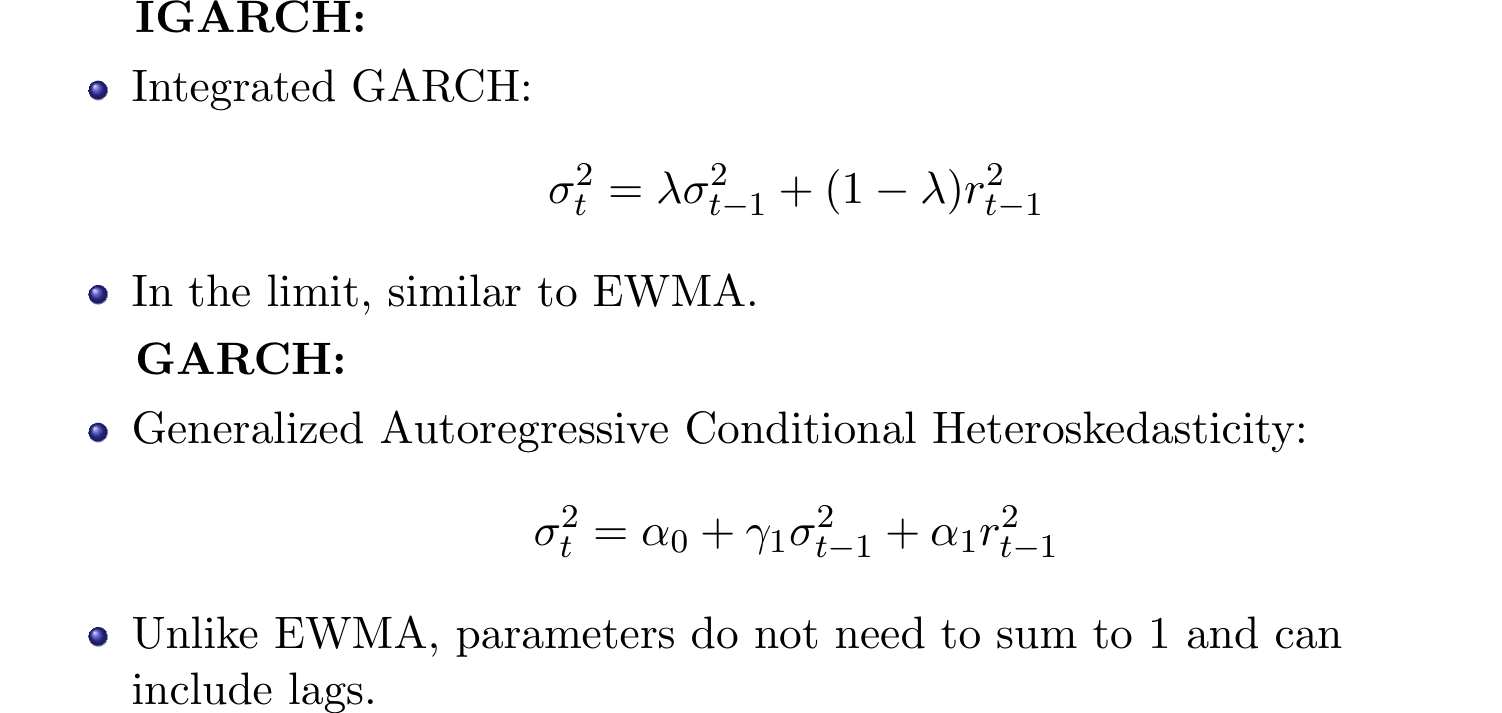 IGARCH:
Integrated GARCH:
σ_t^2 = λσ_{t−1}^2 + (1 − λ)r_{t−1}^2
In the limit, similar to EWMA.
GARCH:
Generalized Autoregressive Conditional Heteroskedasticity:
σ_t^2 = α_0 + γ_1σ_{t−1}^2 + α_1r_{t−1}^2
Unlike EWMA, parameters do not need to sum to 1 and can
include lags.